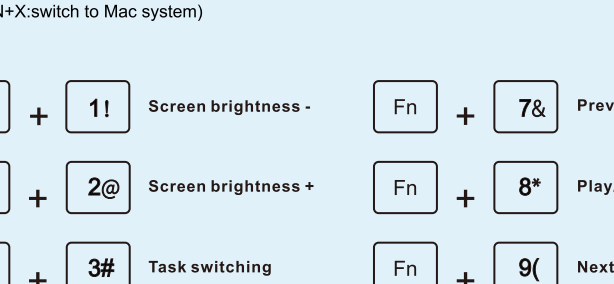 N+X:switch to Mac system)
+ 1! Screen brightness - Fn + 7& Prev
+ 2@ Screen brightness + Fn + 8* Play
+ 3# Task switching Fn + 9( Next